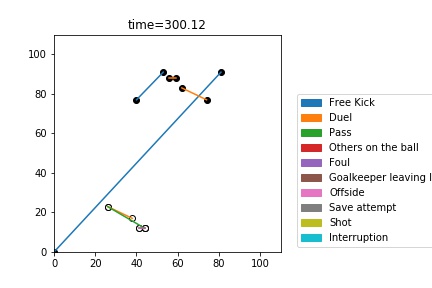 time=300.12
100
80
60
40
20
0
0 20 40 60 80 100
Free Kick
Duel
Pass
Others on the ball
Foul
Goalkeeper leaving l
Offside
Save attempt
Shot
Interruption